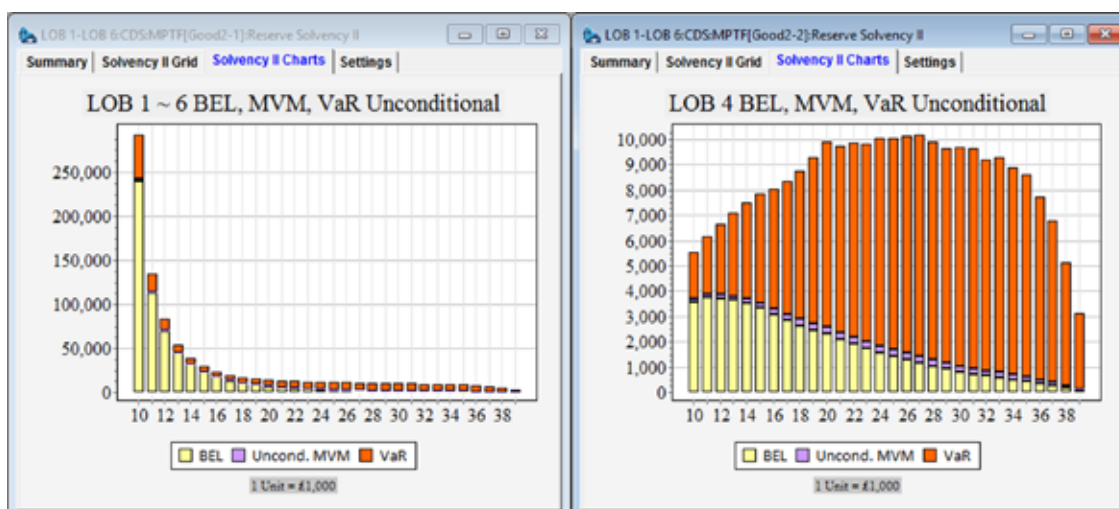 LOB 1-LOB 6:CDS:MPTF[Good2-1]:Reserve Solvency II
Summary Solvency II Grid Solvency II Charts Settings
LOB 1 ~ 6 BEL, MVM, VaR Unconditional
250,000
200,000
150,000
100,000
50,000
0
10 12 14 16 18 20 22 24 26 28 30 32 34 36 38
BEL Uncond. MVM VaR
1 Unit = £1,000
LOB 1-LOB 6:CDS:MPTF[Good2-2]:Reserve Solvency II
Summary Solvency II Grid Solvency II Charts Settings
LOB 4 BEL, MVM, VaR Unconditional
10,000
9,000
8,000
7,000
6,000
5,000
4,000
3,000
2,000
1,000
0
10 12 14 16 18 20 22 24 26 28 30 32 34 36 38
BEL Uncond. MVM VaR
1 Unit = £1,000